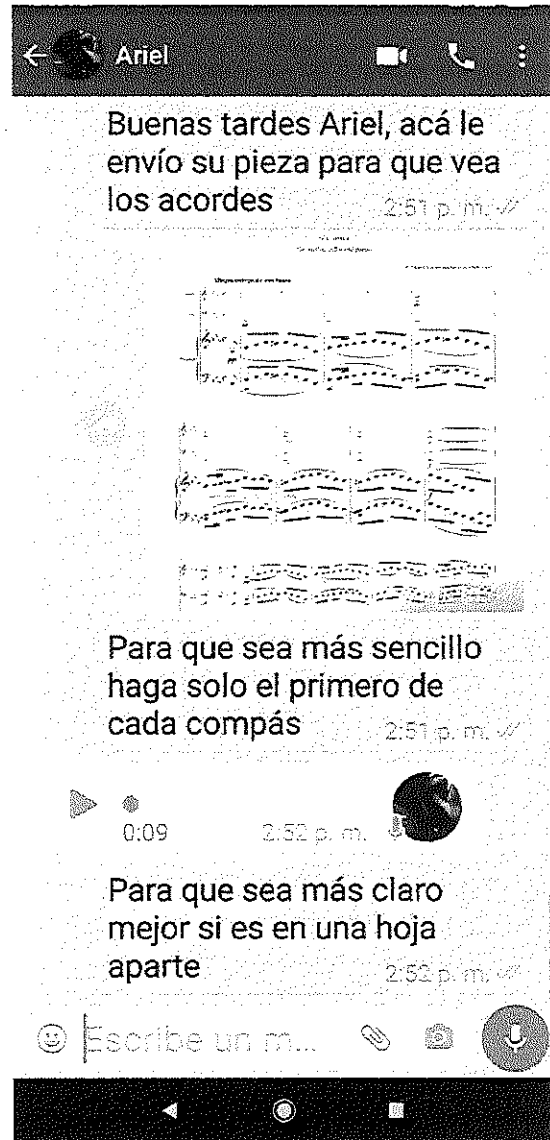 Ariel
Buenas tardes Ariel, acá le
envío su pieza para que vea
los acordes
2:51 p. m.
Para que sea más sencillo
haga solo el primero de
cada compás
2:51 p. m.
0:09
2:52 p. m.
Para que sea más claro
mejor si es en una hoja
aparte
2:52 p. m.
Escribe un m...